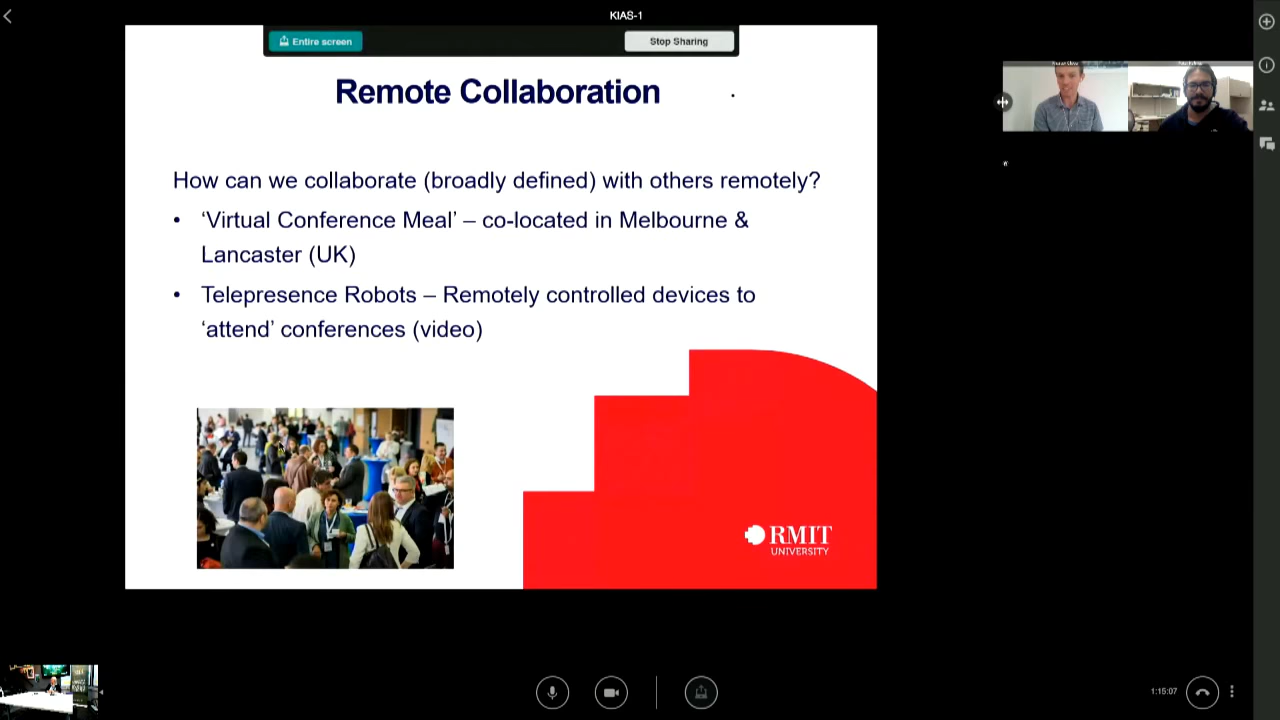 KIAS-1
Entire screen
Stop Sharing
Remote Collaboration
How can we collaborate (broadly defined) with others remotely?
• ‘Virtual Conference Meal’ – co-located in Melbourne &
Lancaster (UK)
• Telepresence Robots – Remotely controlled devices to
‘attend’ conferences (video)
RMIT
UNIVERSITY
1:15:07